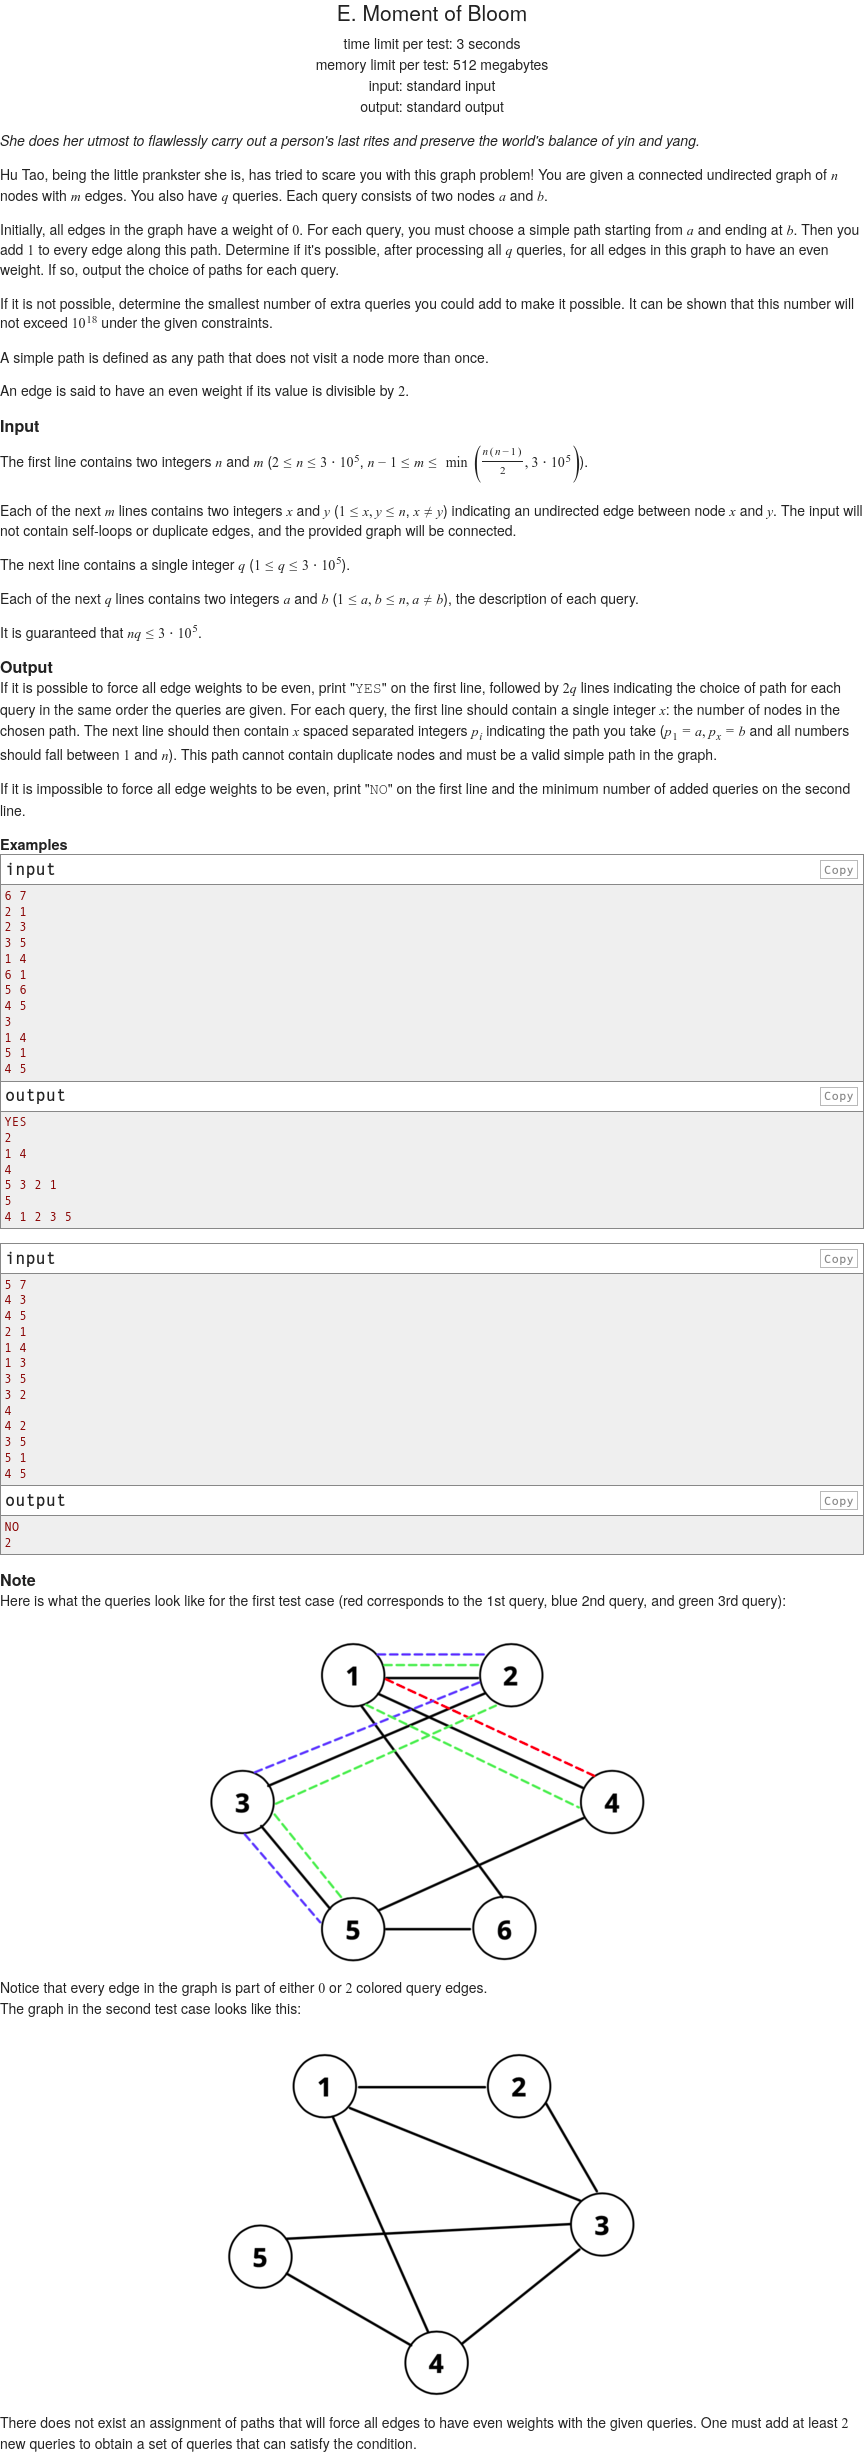 E. Moment of Bloom
time limit per test: 3 seconds
memory limit per test: 512 megabytes
input: standard input
output: standard output
She does her utmost to flawlessly carry out a person's last rites and preserve the world's balance of yin and yang.
Hu Tao, being the little prankster she is, has tried to scare you with this graph problem! You are given a connected undirected graph of n
nodes with m edges. You also have q queries. Each query consists of two nodes a and b.
Initially, all edges in the graph have a weight of 0. For each query, you must choose a simple path starting from a and ending at b. Then you
add 1 to every edge along this path. Determine if it's possible, after processing all q queries, for all edges in this graph to have an even
weight. If so, output the choice of paths for each query.
If it is not possible, determine the smallest number of extra queries you could add to make it possible. It can be shown that this number will
not exceed 10^18 under the given constraints.
A simple path is defined as any path that does not visit a node more than once.
An edge is said to have an even weight if its value is divisible by 2.
Input
The first line contains two integers n and m (2 ≤ n ≤ 3 · 10^5, n − 1 ≤ m ≤ min (n(n−1)/2, 3 · 10^5)).
Each of the next m lines contains two integers x and y (1 ≤ x, y ≤ n, x ≠ y) indicating an undirected edge between node x and y. The input will
not contain self-loops or duplicate edges, and the provided graph will be connected.
The next line contains a single integer q (1 ≤ q ≤ 3 · 10^5).
Each of the next q lines contains two integers a and b (1 ≤ a, b ≤ n, a ≠ b), the description of each query.
It is guaranteed that nq ≤ 3 · 10^5.
Output
If it is possible to force all edge weights to be even, print "YES" on the first line, followed by 2q lines indicating the choice of path for each
query in the same order the queries are given. For each query, the first line should contain a single integer x: the number of nodes in the
chosen path. The next line should then contain x spaced separated integers p_i indicating the path you take (p_1 = a, p_x = b and all numbers
should fall between 1 and n). This path cannot contain duplicate nodes and must be a valid simple path in the graph.
If it is impossible to force all edge weights to be even, print "NO" on the first line and the minimum number of added queries on the second
line.
Examples
input
Copy
6 7
2 1
2 3
3 5
1 4
6 1
5 6
4 5
3
1 4
5 1
4 5
output
Copy
YES
2
1 4
4
5 3 2 1
5
4 1 2 3 5
input
Copy
5 7
4 3
4 5
2 1
1 4
1 3
3 5
3 2
4
4 2
3 5
5 1
4 5
output
Copy
NO
2
Note
Here is what the queries look like for the first test case (red corresponds to the 1st query, blue 2nd query, and green 3rd query):
1 2
3 4
5 6
Notice that every edge in the graph is part of either 0 or 2 colored query edges.
The graph in the second test case looks like this:
1 2
3
5
4
There does not exist an assignment of paths that will force all edges to have even weights with the given queries. One must add at least 2
new queries to obtain a set of queries that can satisfy the condition.